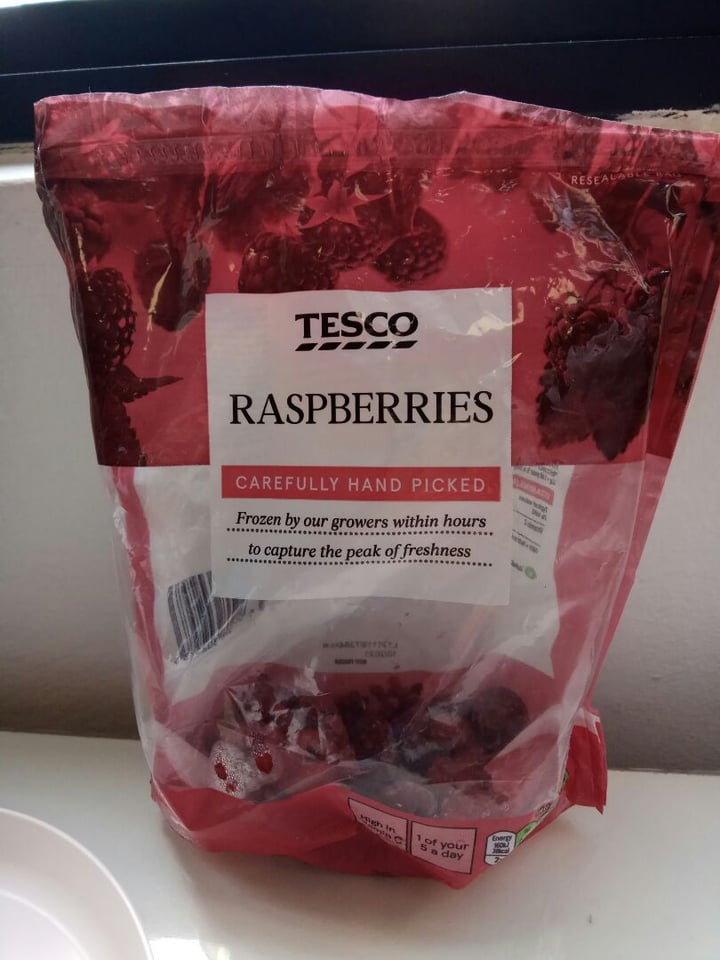 RESEALABLE BAG
TESCO
RASPBERRIES
CAREFULLY HAND PICKED
Frozen by our growers within hours
to capture the peak of freshness
High in
1 of your
5 a day
Energy